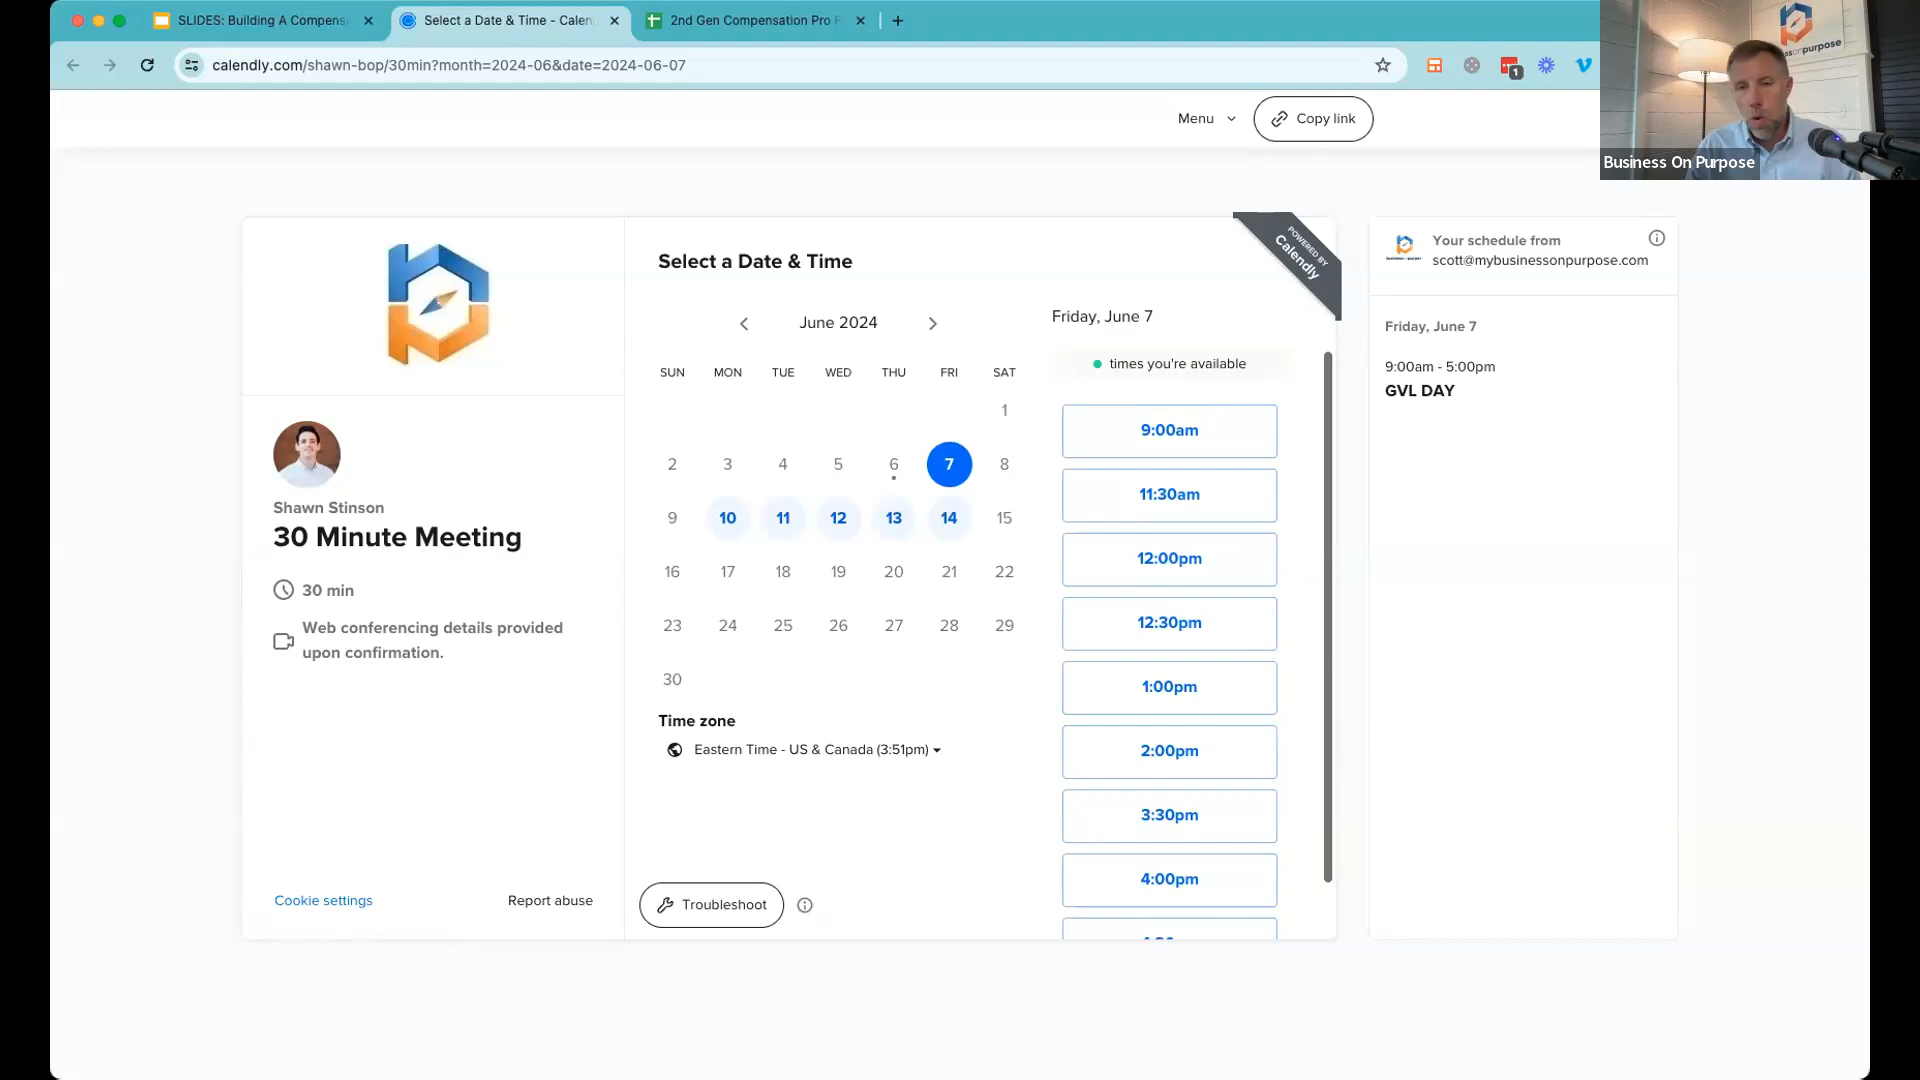 SLIDES: Building A Compens
Select a Date & Time - Calen
2nd Gen Compensation Pro F
calendly.com/shawn-bop/30min?month=2024-06&date=2024-06-07
1
onpurpose
Business On Purpose
Menu
Copy link
POWERED BY
Calendly
Shawn Stinson
30 Minute Meeting
30 min
Web conferencing details provided
upon confirmation.
Cookie settings
Report abuse
Select a Date & Time
June 2024
SUN MON TUE WED THU FRI SAT
1
2 3 4 5 6 7 8
9 10 11 12 13 14 15
16 17 18 19 20 21 22
23 24 25 26 27 28 29
30
Time zone
Eastern Time - US & Canada (3:51pm)
Troubleshoot
Friday, June 7
times you're available
9:00am
11:30am
12:00pm
12:30pm
1:00pm
2:00pm
3:30pm
4:00pm
Your schedule from
scott@mybusinessonpurpose.com
Friday, June 7
9:00am - 5:00pm
GVL DAY